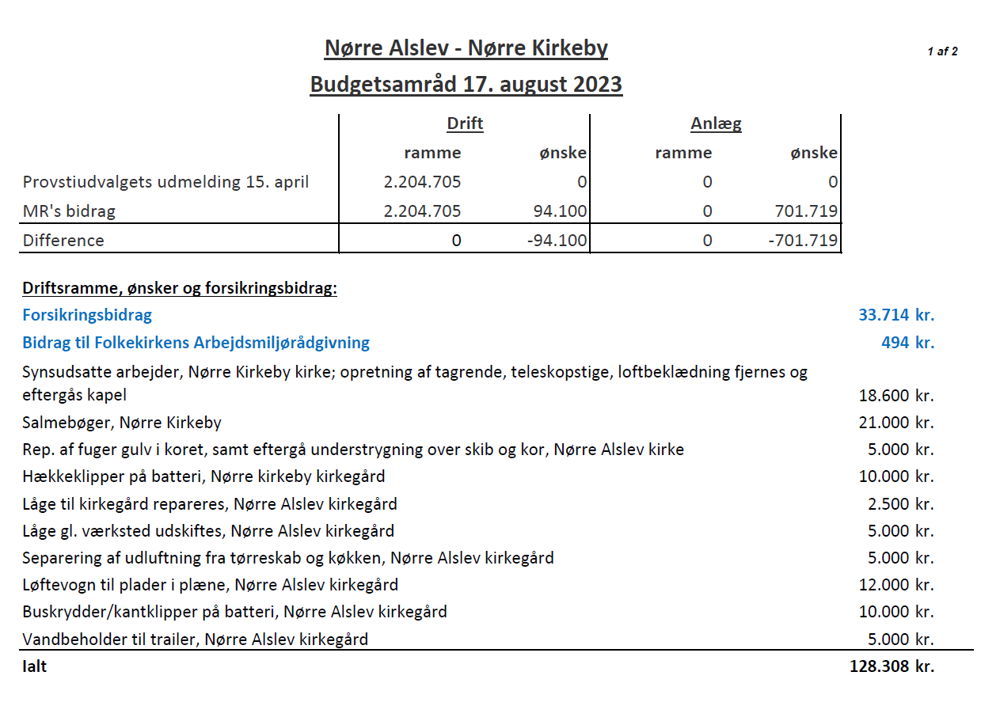 Nørre Alslev - Nørre Kirkeby
1 af 2
Budgetsamråd 17. august 2023
Drift Anlæg
ramme ønske ramme ønske
Provstiudvalgets udmelding 15. april 2.204.705 0 0 0
MR's bidrag 2.204.705 94.100 0 701.719
Difference 0 -94.100 0 -701.719
Driftsramme, ønsker og forsikringsbidrag:
Forsikringsbidrag 33.714 kr.
Bidrag til Folkekirkens Arbejdsmiljørådgivning 494 kr.
Synsudsatte arbejder, Nørre Kirkeby kirke; opretning af tagrende, teleskopstige, loftbeklædning fjernes og
eftergås kapel 18.600 kr.
Salmebøger, Nørre Kirkeby 21.000 kr.
Rep. af fuger gulv i koret, samt eftergå understrygning over skib og kor, Nørre Alslev kirke 5.000 kr.
Hækkeklipper på batteri, Nørre kirkeby kirkegård 10.000 kr.
Låge til kirkegård repareres, Nørre Alslev kirkegård 2.500 kr.
Låge gl. værksted udskiftes, Nørre Alslev kirkegård 5.000 kr.
Separering af udluftning fra tørreskab og køkken, Nørre Alslev kirkegård 5.000 kr.
Løftevogn til plader i plæne, Nørre Alslev kirkegård 12.000 kr.
Buskrydder/kantklipper på batteri, Nørre Alslev kirkegård 10.000 kr.
Vandbeholder til trailer, Nørre Alslev kirkegård 5.000 kr.
Ialt 128.308 kr.